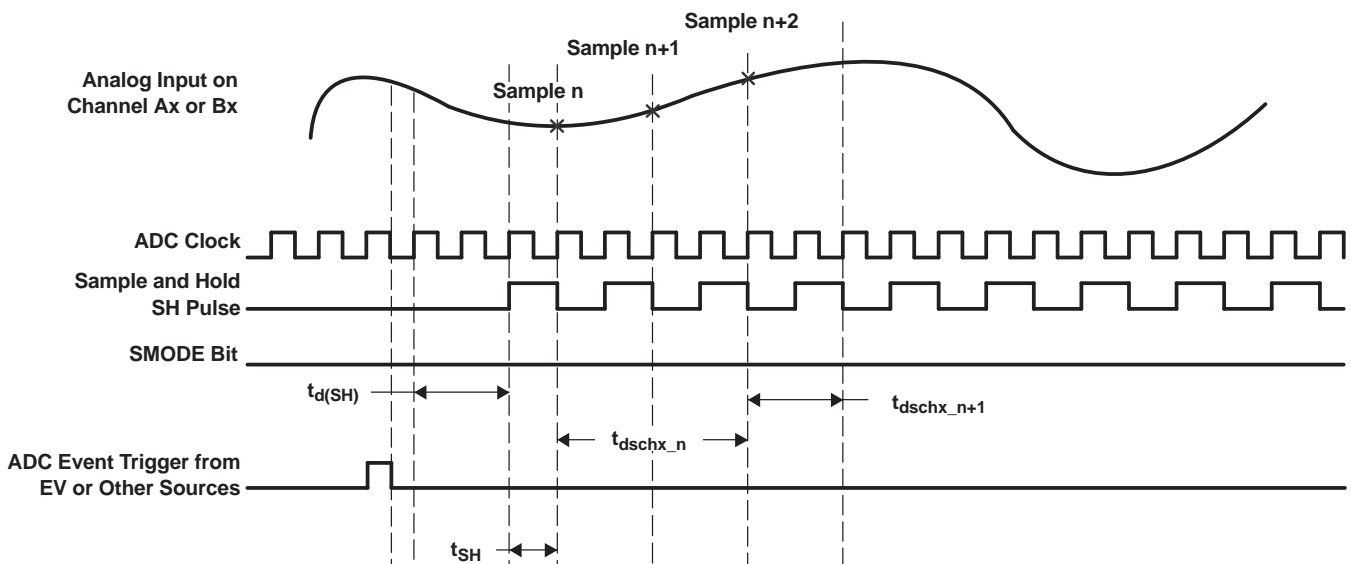 Sample n+2
Sample n+1
Analog Input on
Channel Ax or Bx
Sample n
ADC Clock
Sample and Hold
SH Pulse
SMODE Bit
td(SH)
tdschx_n+1
tdschx_n
ADC Event Trigger from
EV or Other Sources
tSH